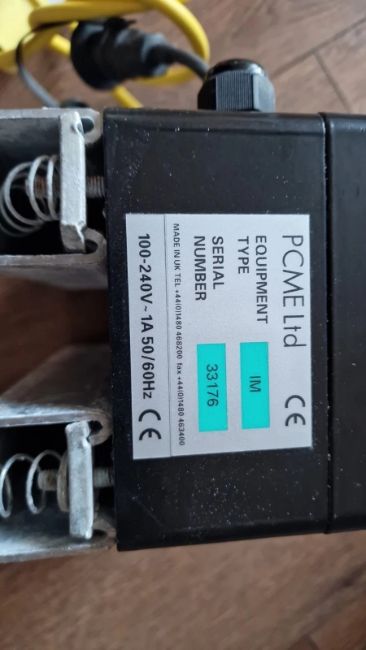 PCME Ltd CE
EQUIPMENT TYPE IM
SERIAL NUMBER 33176
MADE IN UK TEL +44(0)1480 468200 fax +44(0)1480 463400
100-240V~1A 50/60Hz CE